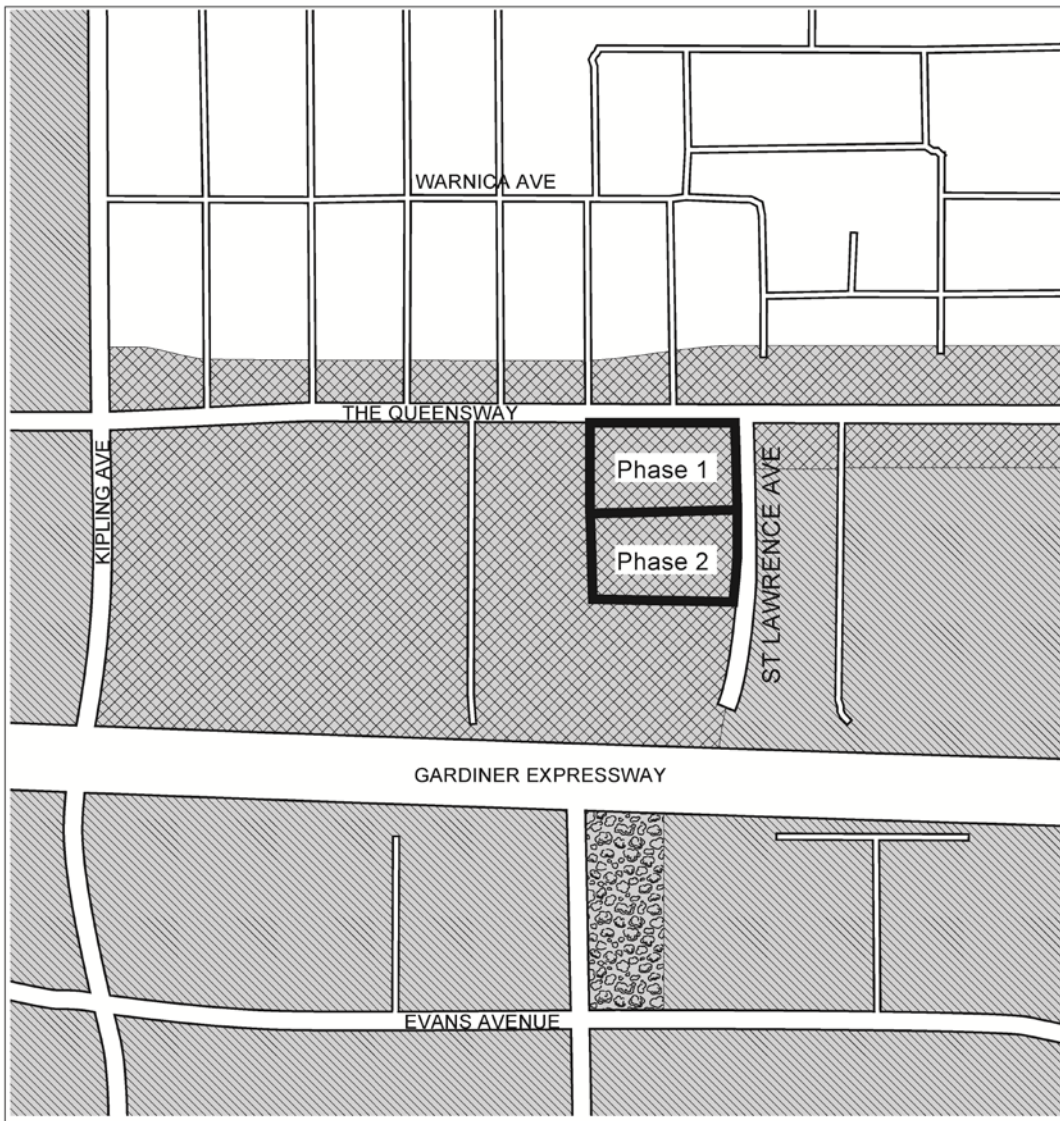 WARNICA AVE
THE QUEENSWAY
KIPLING AVE
Phase 1
Phase 2
ST LAWRENCE AVE
GARDINER EXPRESSWAY
EVANS AVENUE